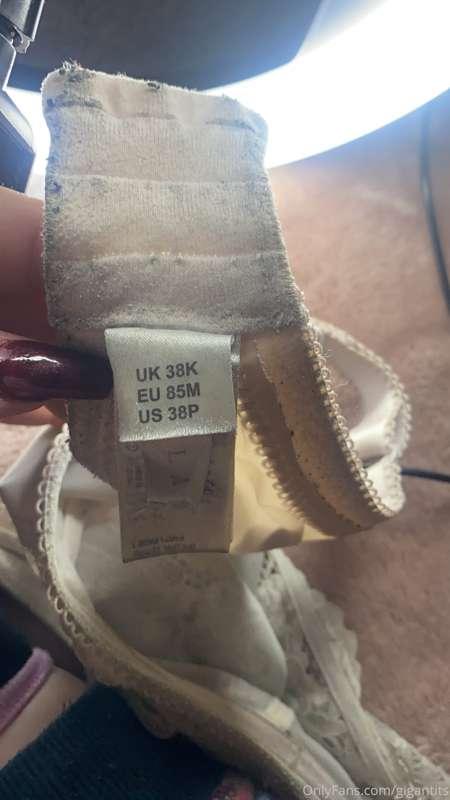 UK 38K
EU 85M
US 38P
OnlyFans.com/gigantits